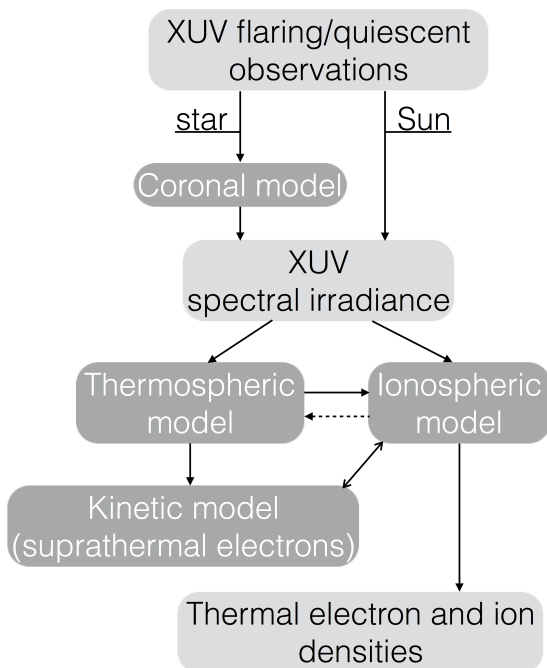 XUV flaring/quiescent
observations
star
Sun
Coronal model
XUV
spectral irradiance
Thermospheric
model
Ionospheric
model
Kinetic model
(suprathermal electrons)
Thermal electron and ion
densities